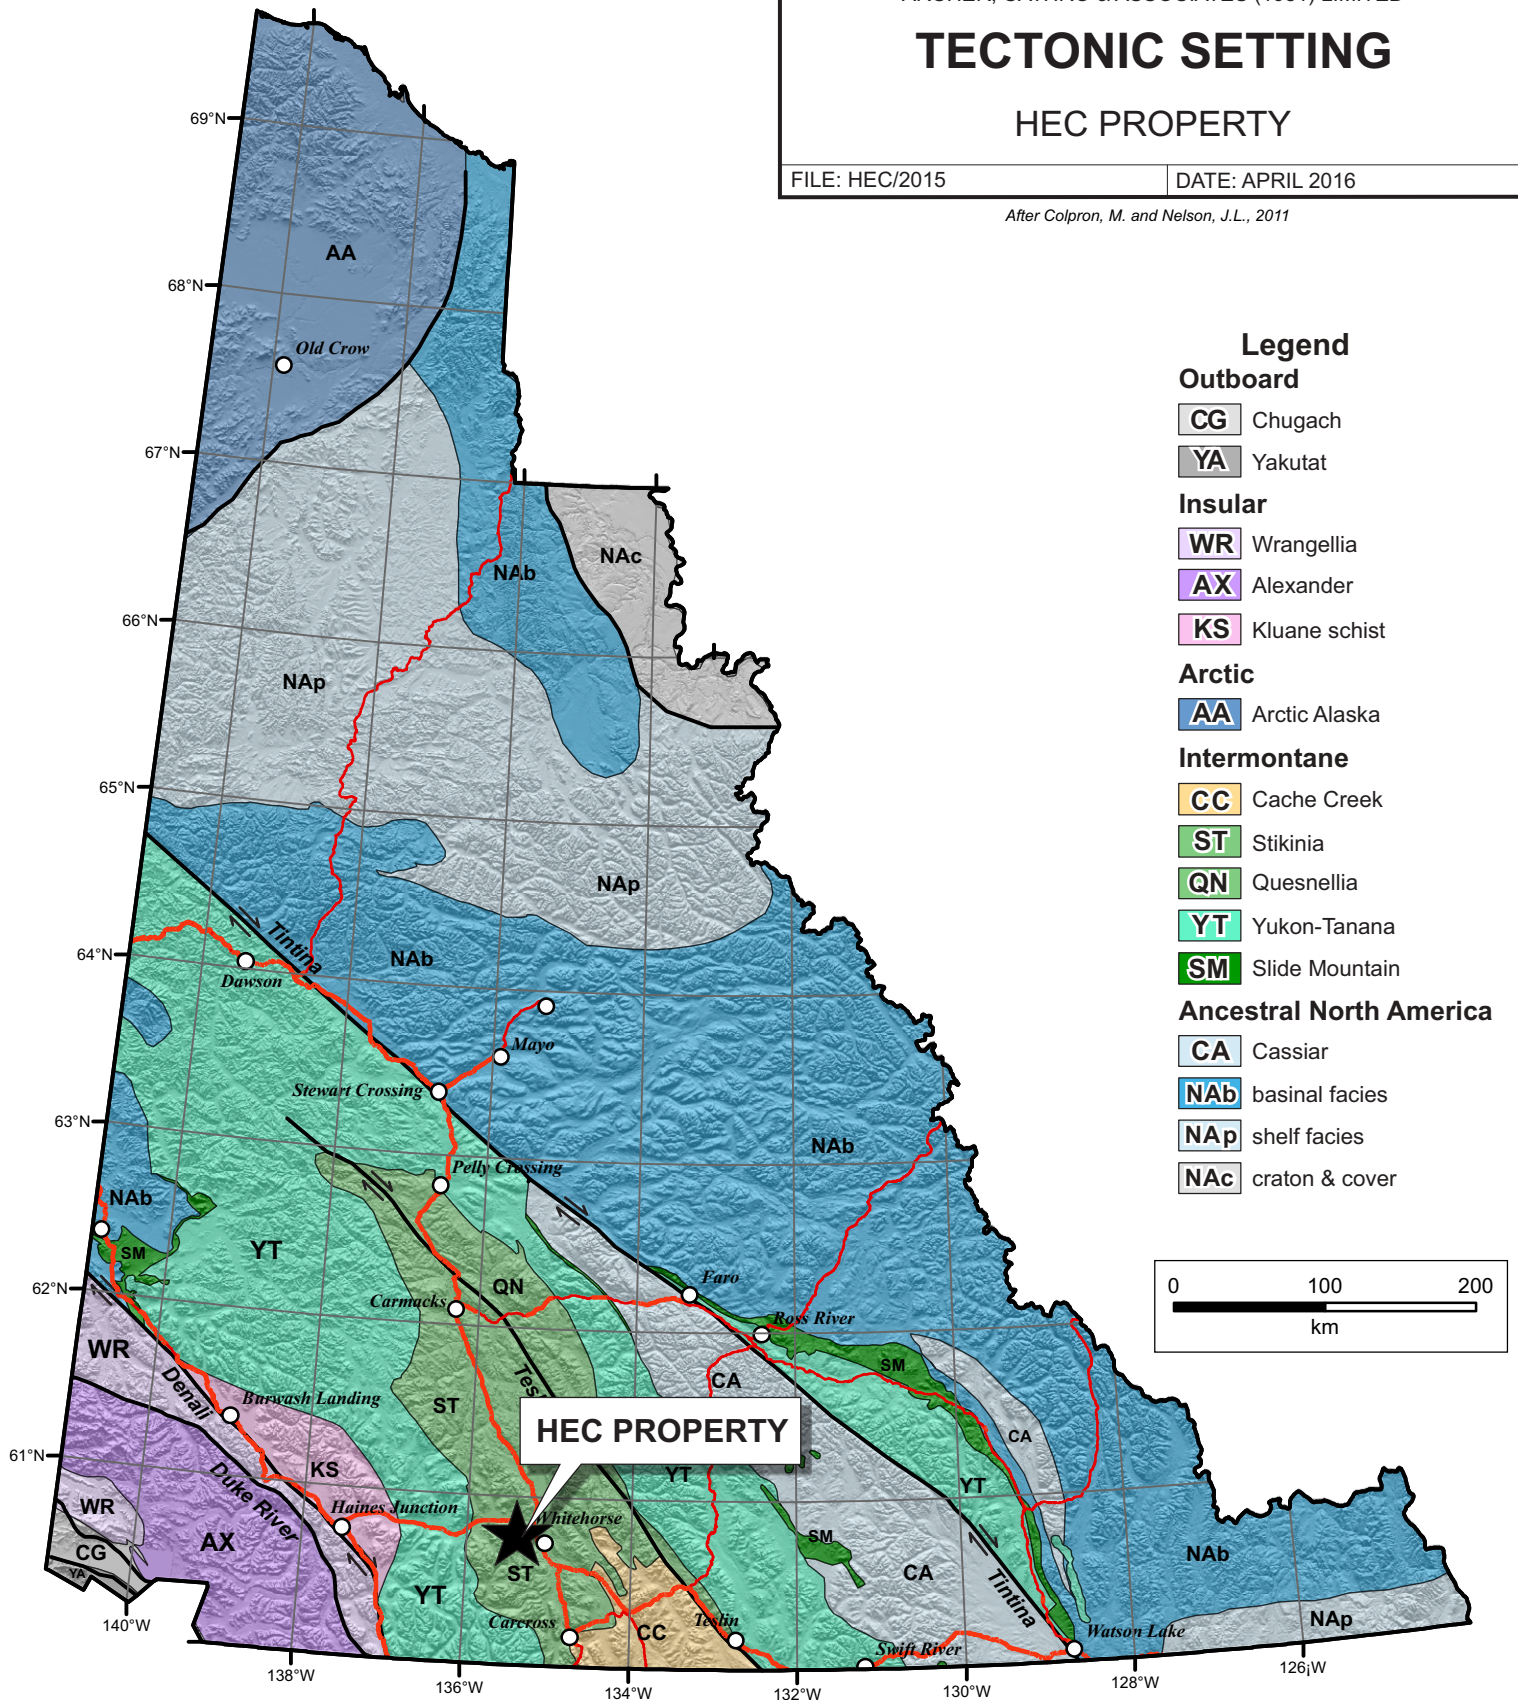 TECTONIC SETTING
HEC PROPERTY
FILE: HEC/2015
DATE: APRIL 2016
After Colpron, M. and Nelson, J.L., 2011
Legend
Outboard
CG Chugach
YA Yakutat
Insular
WR Wrangellia
AX Alexander
KS Kluane schist
Arctic
AA Arctic Alaska
Intermontane
CC Cache Creek
ST Stikinia
QN Quesnellia
YT Yukon-Tanana
SM Slide Mountain
Ancestral North America
CA Cassiar
NAb basinal facies
NAp shelf facies
NAc craton & cover
0 100 200
km
69°N
68°N
67°N
66°N
65°N
64°N
63°N
62°N
61°N
140°W
138°W
136°W
134°W
132°W
130°W
128°W
126°W
AA
Old Crow
NAc
NAb
NAp
NAp
Tintina
NAb
Dawson
Mayo
Stewart Crossing
NAb
Pelly Crossing
NAb
YT
SM
QN
Faro
Carmacks
Ross River
WR
SM
Denali
CA
Burwash Landing
ST
HEC PROPERTY
CA
YT
KS
Duke River
YT
WR
Haines Junction
Whitehorse
SM
AX
CG
YA
ST
CA
NAb
YT
Tintina
Carcross
CC
Teslin
Swift River
Watson Lake
NAp